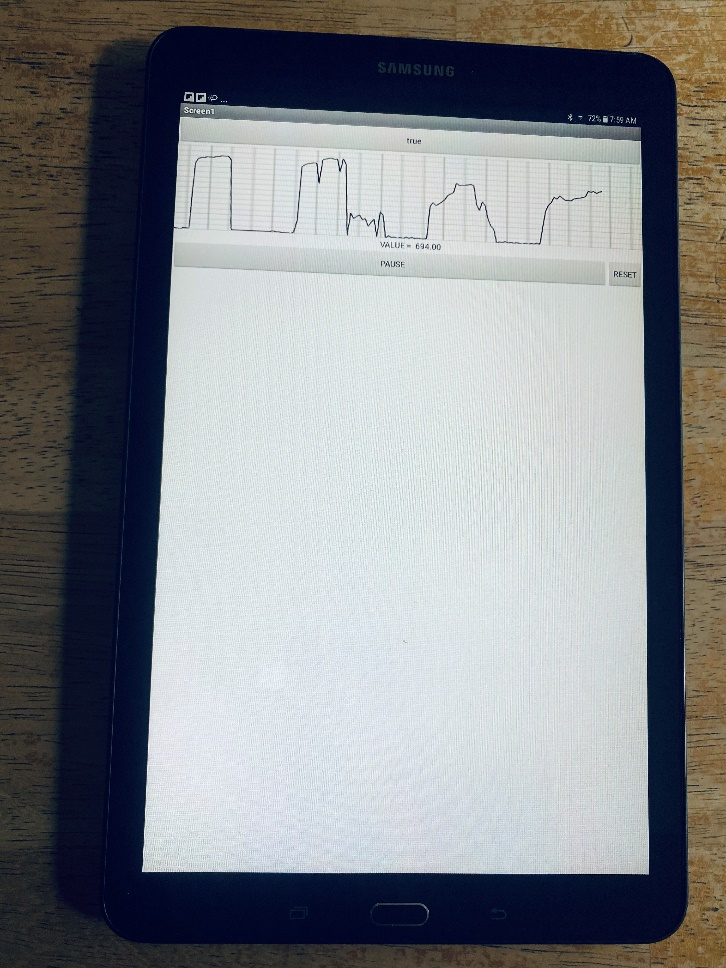 SAMSUNG
72% 7:59 AM
Screen1
true
VALUE = 694.00
PAUSE
RESET